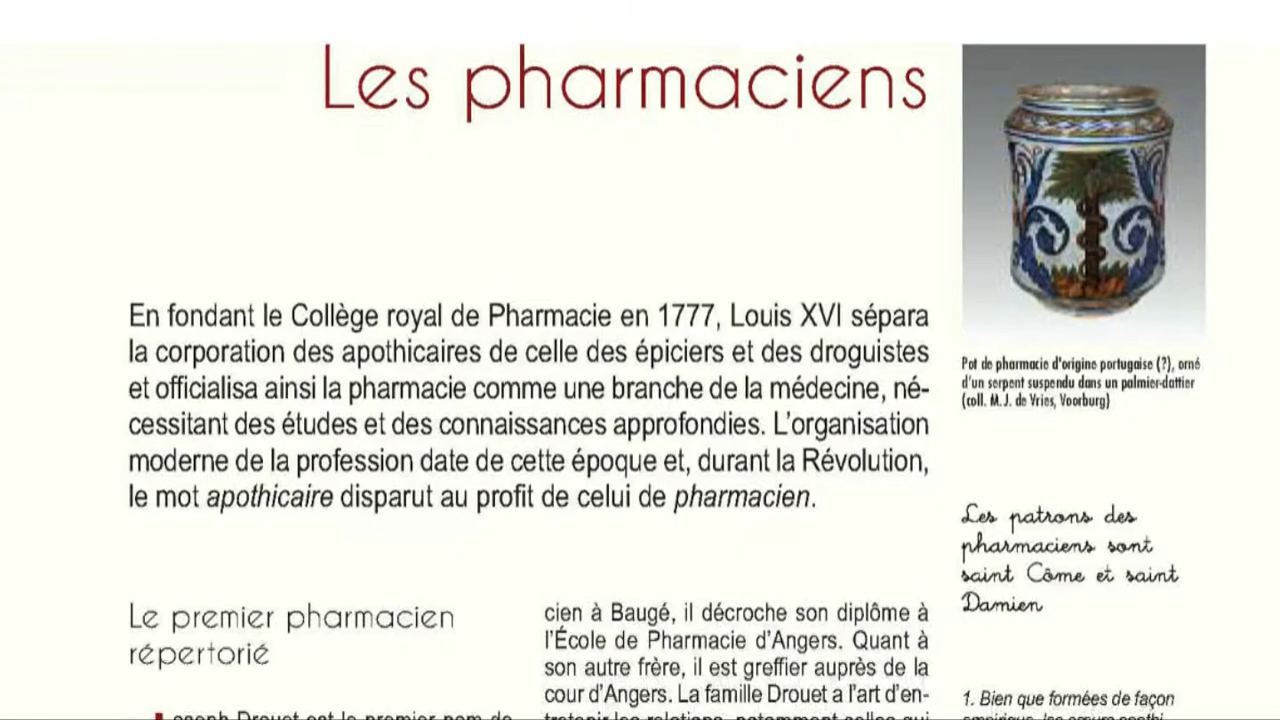 Les pharmaciens
En fondant le Collège royal de Pharmacie en 1777, Louis XVI sépara
la corporation des apothicaires de celle des épiciers et des droguistes
et officialisa ainsi la pharmacie comme une branche de la médecine, né-
cessitant des études et des connaissances approfondies. L'organisation
moderne de la profession date de cette époque et, durant la Révolution,
le mot apothicaire disparut au profit de celui de pharmacien.
Le premier pharmacien
répertorié
cien à Baugé, il décroche son diplôme à
l'École de Pharmacie d'Angers. Quant à
son autre frère, il est greffier auprès de la
cour d'Angers. La famille Drouet a l'art d'en-
Pot de pharmacie d'origine portugaise (?), orné
d'un serpent suspendu dans un palmier-dattier
(coll. M.J. de Vries, Voorburg)
Les patrons des
pharmaciens sont
saint Côme et saint
Damien
1. Bien que formées de façon